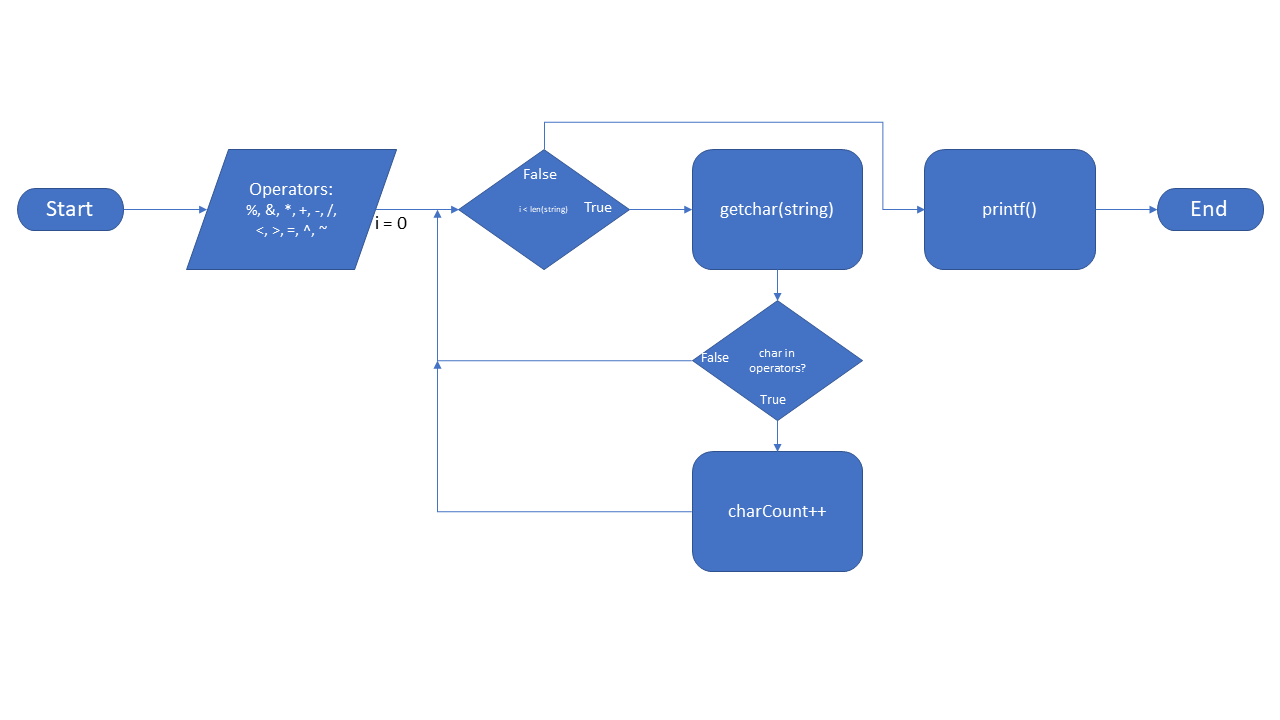 Start
Operators:
%, &, *, +, -, /,
<, >, =, ^, ~
i = 0
False
i < len(string)
True
getchar(string)
printf()
End
False
char in
operators?
True
charCount++